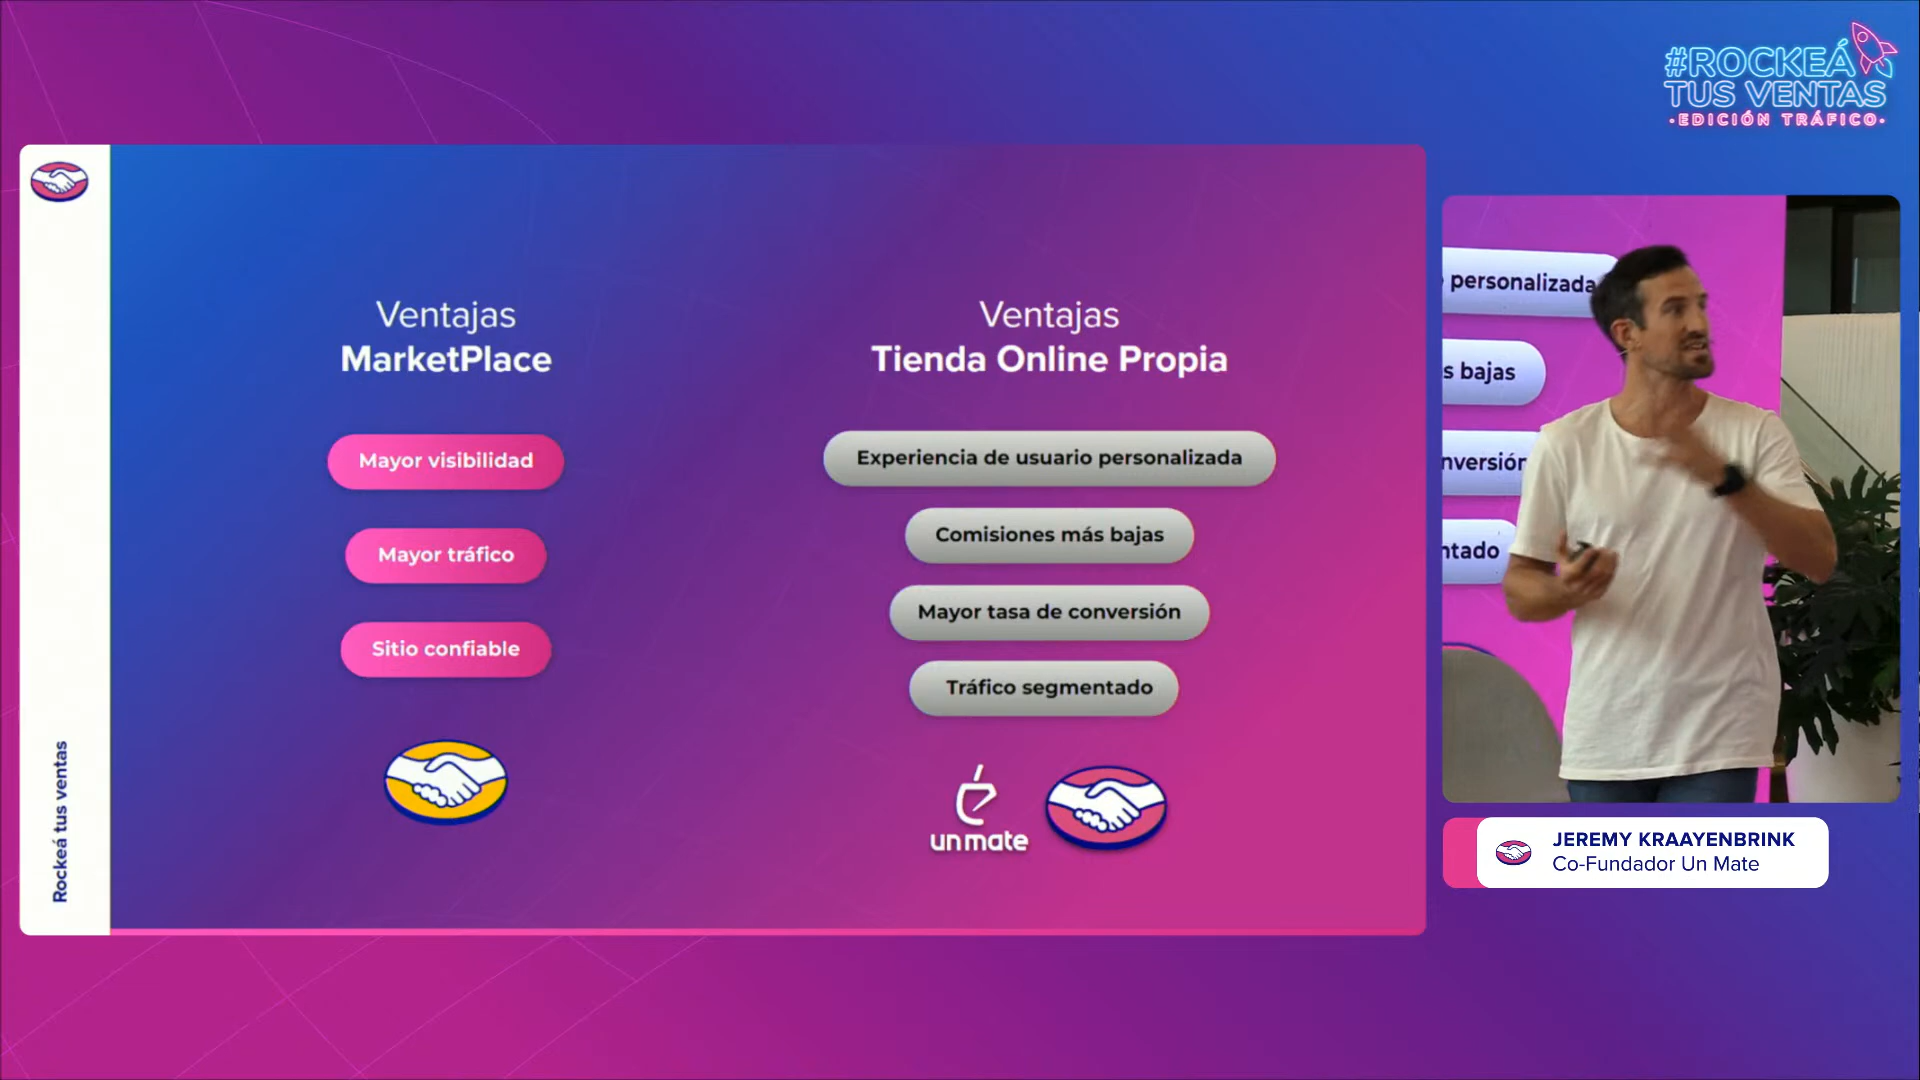 #ROCKEÁ
TUS VENTAS
·EDICIÓN TRÁFICO·
Ventajas
MarketPlace
Mayor visibilidad
Mayor tráfico
Sitio confiable
Ventajas
Tienda Online Propia
Experiencia de usuario personalizada
Comisiones más bajas
Mayor tasa de conversión
Tráfico segmentado
un mate
Rockeá tus ventas
personalizada
s bajas
nversión
ntado
JEREMY KRAAYENBRINK
Co-Fundador Un Mate